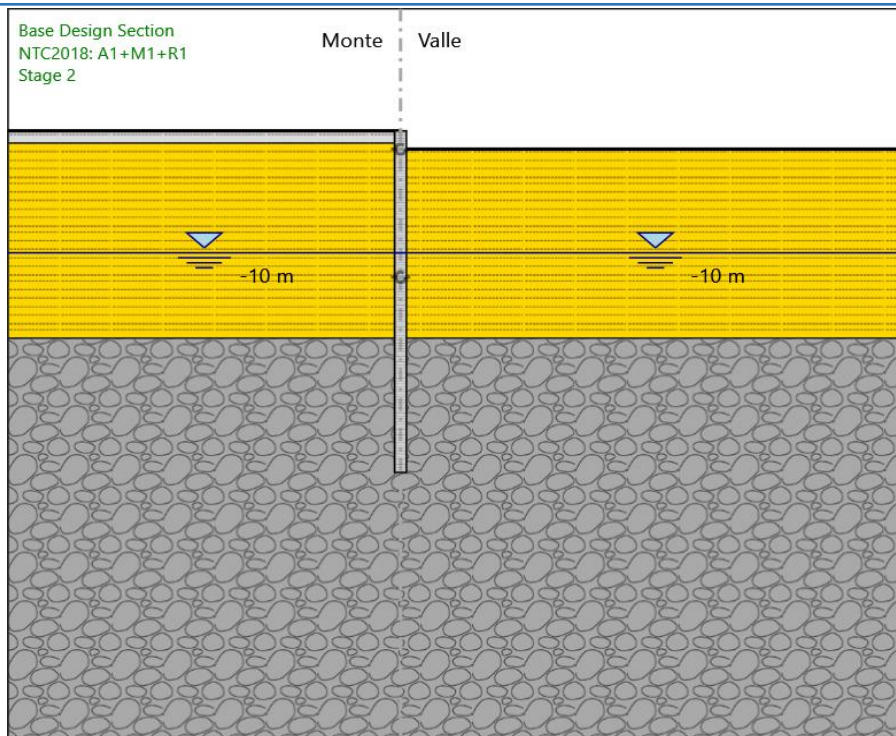 Base Design Section
NTC2018: A1+M1+R1
Stage 2
Monte Valle
-10 m -10 m